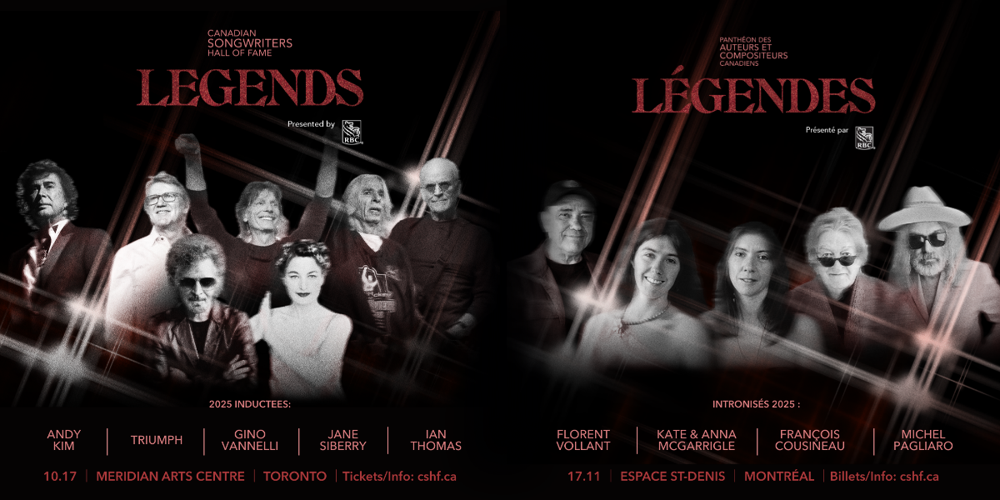 CANADIAN
SONGWRITERS
HALL OF FAME
LEGENDS
Presented by
RBC
2025 INDUCTEES:
ANDY
KIM
TRIUMPH
GINO
VANNELLI
JANE
SIBERRY
IAN
THOMAS
10.17 | MERIDIAN ARTS CENTRE | TORONTO | Tickets/Info: cshf.ca
PANTHÉON DES
AUTEURS ET
COMPOSITEURS
CANADIENS
LÉGENDES
Présenté par
RBC
INTRONISÉS 2025 :
FLORENT
VOLLANT
KATE & ANNA
MCGARRIGLE
FRANÇOIS
COUSINEAU
MICHEL
PAGLIARO
17.11 | ESPACE ST-DENIS | MONTRÉAL | Billets/Info: cshf.ca